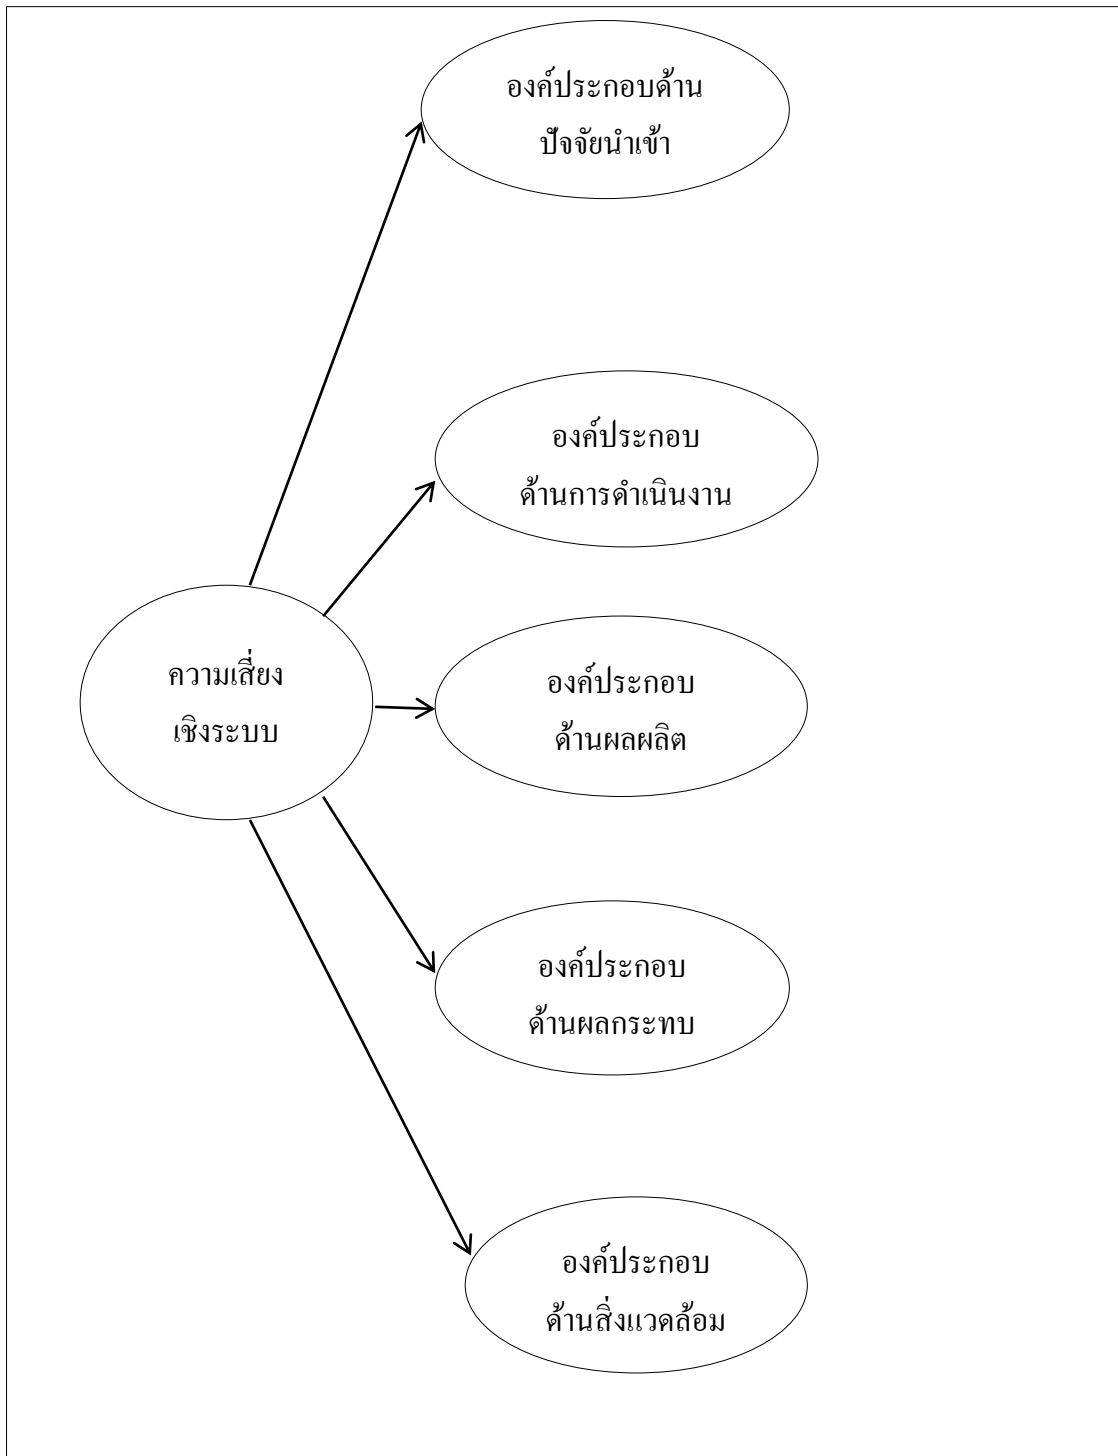 องค์ประกอบด้าน
ปัจจัยนำเข้า
องค์ประกอบ
ด้านการดำเนินงาน
ความเสี่ยง
เชิงระบบ
องค์ประกอบ
ด้านผลผลิต
องค์ประกอบ
ด้านผลกระทบ
องค์ประกอบ
ด้านสิ่งแวดล้อม